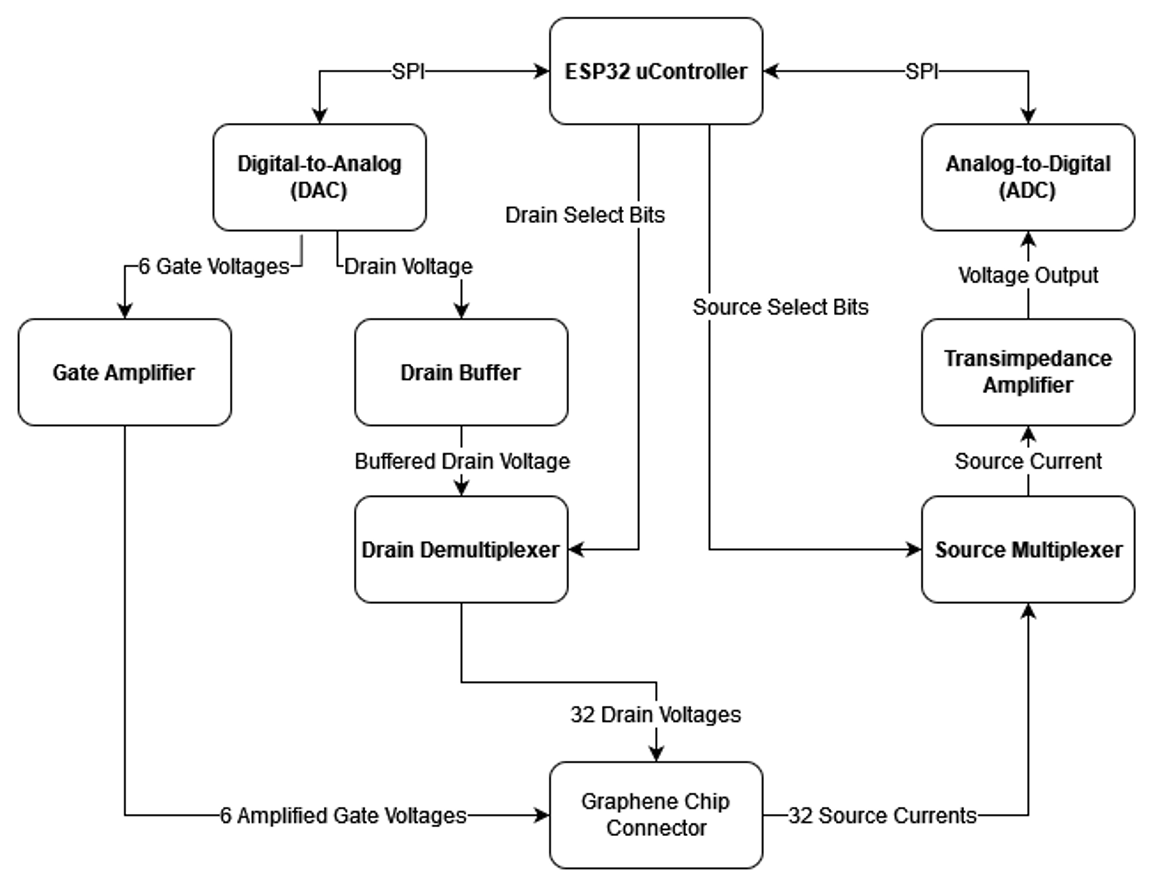 ESP32 uController
SPI
SPI
Digital-to-Analog
(DAC)
Analog-to-Digital
(ADC)
Drain Select Bits
6 Gate Voltages
Drain Voltage
Voltage Output
Source Select Bits
Gate Amplifier
Drain Buffer
Transimpedance
Amplifier
Buffered Drain Voltage
Source Current
Drain Demultiplexer
Source Multiplexer
32 Drain Voltages
6 Amplified Gate Voltages
Graphene Chip
Connector
32 Source Currents